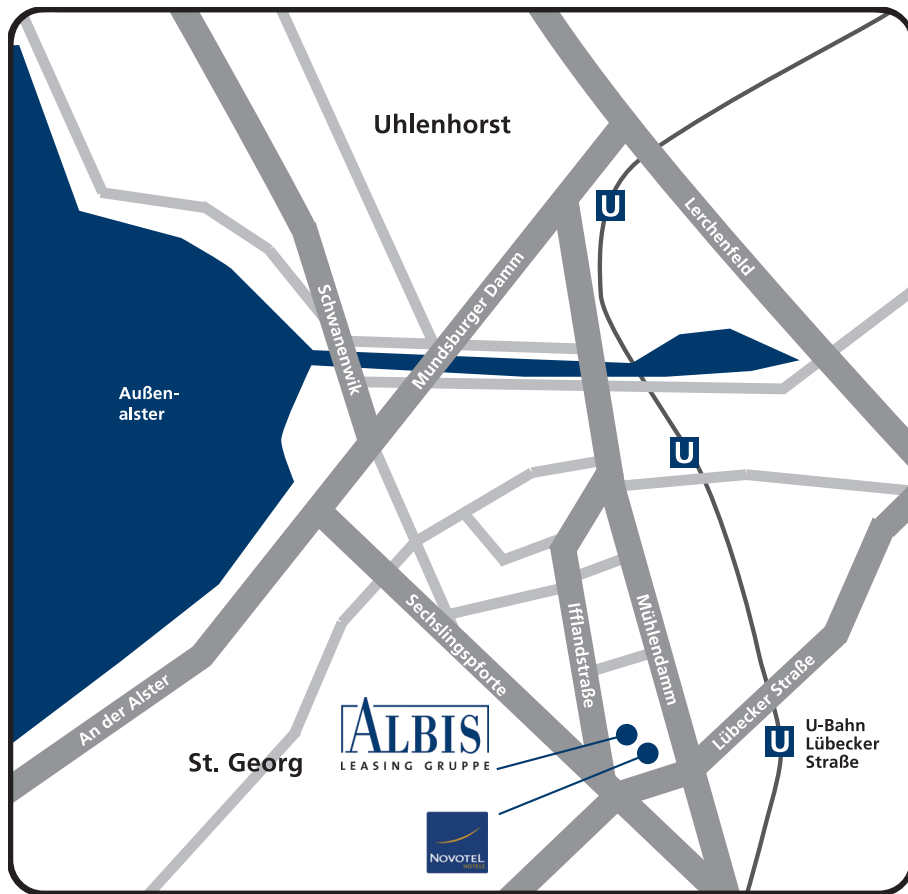 Uhlenhorst
U
Lerchenfeld
Schwanenwik
Mundsburger Damm
Außen-
alster
U
Sechslingspforte
Ifflandstraße
Mühlendamm
An der Alster
Lübecker Straße
ALBIS
LEASING GRUPPE
St. Georg
U
U-Bahn
Lübecker
Straße
NOVOTEL
HOTELS